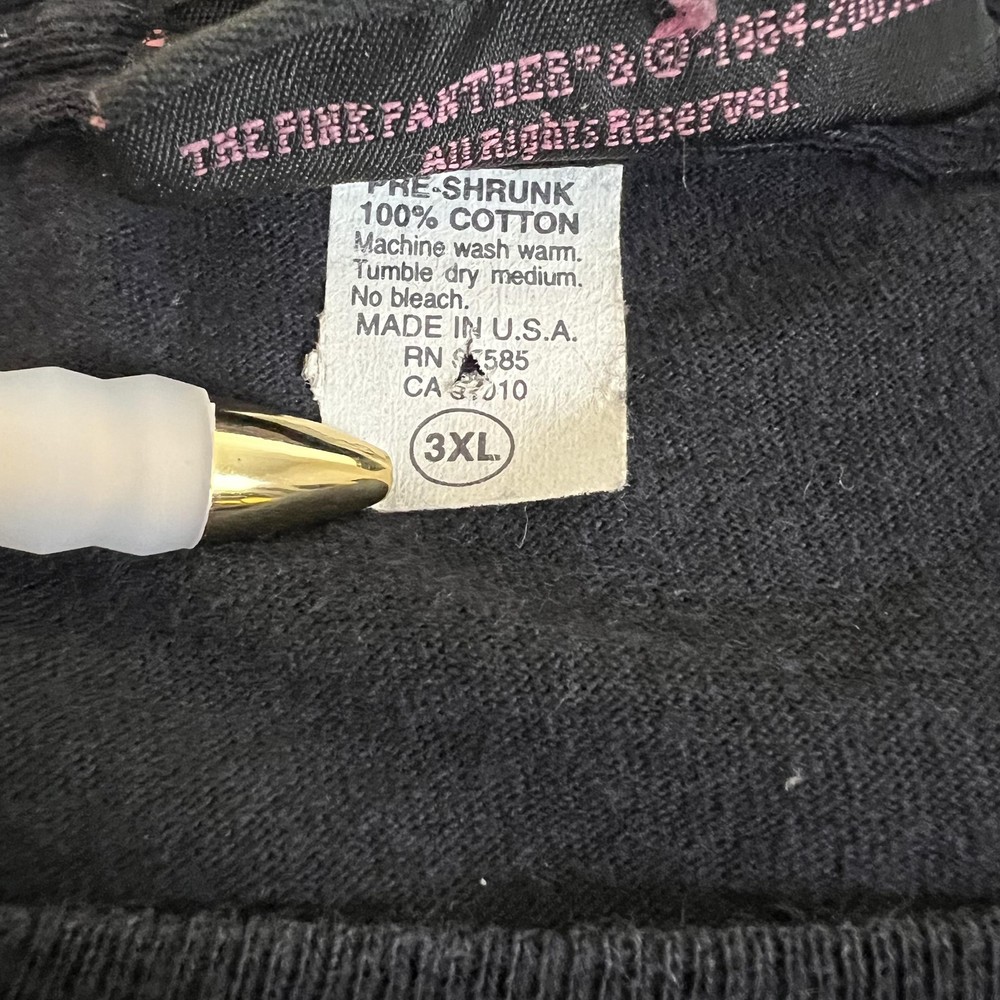 THE PINK PANTHER™ & ©-1964-200
All Rights Reserved.
PRE-SHRUNK
100% COTTON
Machine wash warm.
Tumble dry medium.
No bleach.
MADE IN U.S.A.
RN
CA
3XL